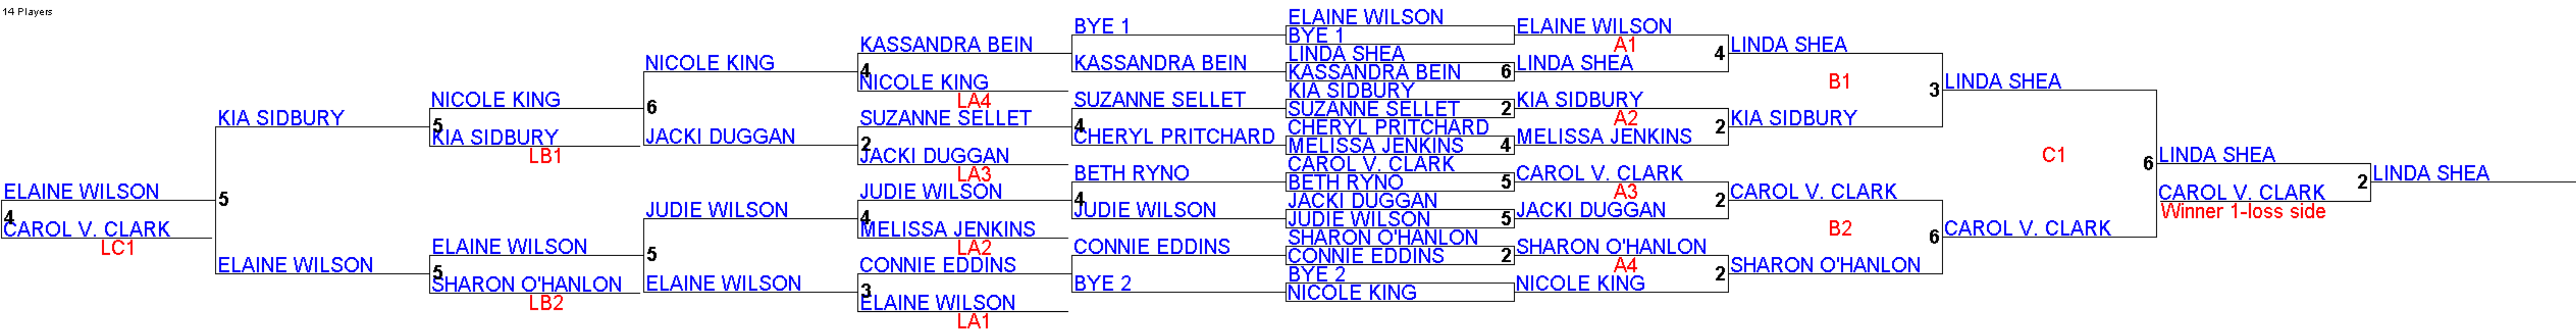 14 Players
ELAINE WILSON
4
CAROL V. CLARK
LC1
KIA SIDBURY
5
ELAINE WILSON
NICOLE KING
5
KIA SIDBURY
LB1
ELAINE WILSON
5
SHARON O'HANLON
LB2
NICOLE KING
6
JACKI DUGGAN
JUDIE WILSON
5
ELAINE WILSON
KASSANDRA BEIN
4
NICOLE KING
LA4
SUZANNE SELLET
2
JACKI DUGGAN
LA3
JUDIE WILSON
4
MELISSA JENKINS
LA2
CONNIE EDDINS
3
ELAINE WILSON
LA1
BYE 1
KASSANDRA BEIN
SUZANNE SELLET
4
CHERYL PRITCHARD
BETH RYNO
4
JUDIE WILSON
CONNIE EDDINS
BYE 2
ELAINE WILSON
BYE 1
LINDA SHEA
KASSANDRA BEIN 6
KIA SIDBURY
SUZANNE SELLET 2
CHERYL PRITCHARD
MELISSA JENKINS 4
CAROL V. CLARK
BETH RYNO 5
JACKI DUGGAN
JUDIE WILSON 5
SHARON O'HANLON
CONNIE EDDINS 2
BYE 2
NICOLE KING
ELAINE WILSON
A1
4
LINDA SHEA
KIA SIDBURY
A2
2
MELISSA JENKINS
CAROL V. CLARK
A3
2
JACKI DUGGAN
SHARON O'HANLON
A4
2
NICOLE KING
LINDA SHEA
B1
3
KIA SIDBURY
CAROL V. CLARK
B2
6
SHARON O'HANLON
LINDA SHEA
C1
6
CAROL V. CLARK
LINDA SHEA
2
CAROL V. CLARK
Winner 1-loss side
LINDA SHEA